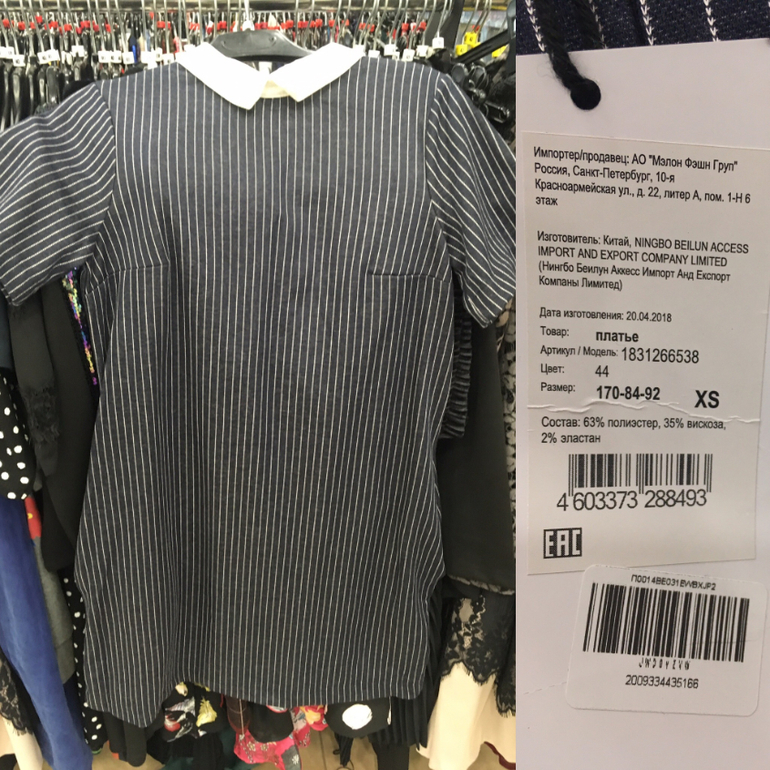 Импортер/продавец: АО "Мэлон Фэшн Груп"
Россия, Санкт-Петербург, 10-я
Красноармейская ул., д. 22, литер А, пом. 1-Н 6
этаж
Изготовитель: Китай, NINGBO BEILUN ACCESS
IMPORT AND EXPORT COMPANY LIMITED
(Нингбо Беилун Аккесс Импорт Анд Експорт
Компаны Лимитед)
Дата изготовления: 20.04.2018
Товар: платье
Артикул / Модель: 1831266538
Цвет: 44
Размер: 170-84-92 XS
Состав: 63% полиэстер, 35% вискоза,
2% эластан
4 603373 288493
EAC
П0014BE031EWBXJP2
2009334435166